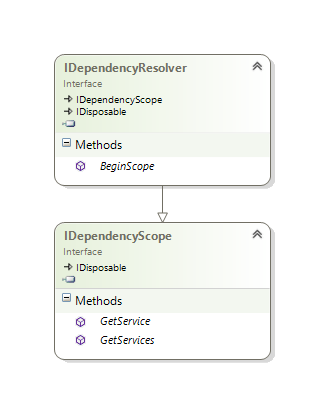 IDependencyResolver
Interface
IDependencyScope
IDisposable
Methods
BeginScope
IDependencyScope
Interface
IDisposable
Methods
GetService
GetServices